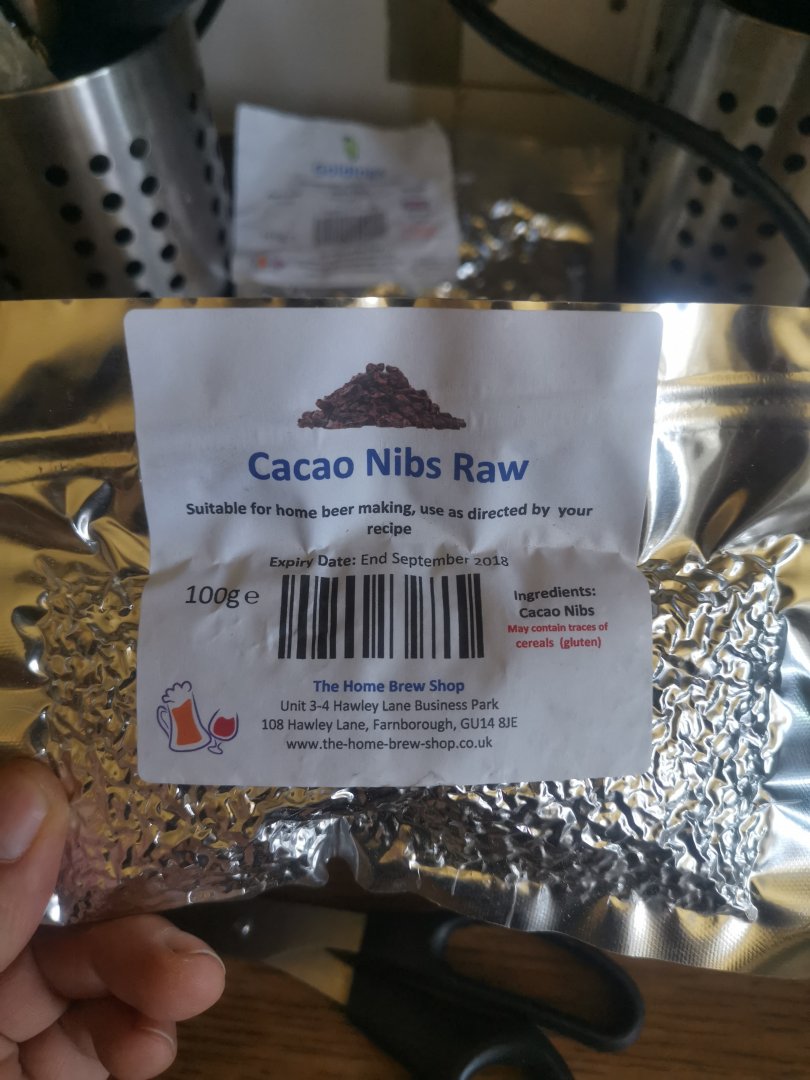 Cacao Nibs Raw
Suitable for home beer making, use as directed by your
recipe
Expiry Date: End September 2018
100g e
Ingredients:
Cacao Nibs
May contain traces of
cereals (gluten)
The Home Brew Shop
Unit 3-4 Hawley Lane Business Park
108 Hawley Lane, Farnborough, GU14 8JE
www.the-home-brew-shop.co.uk